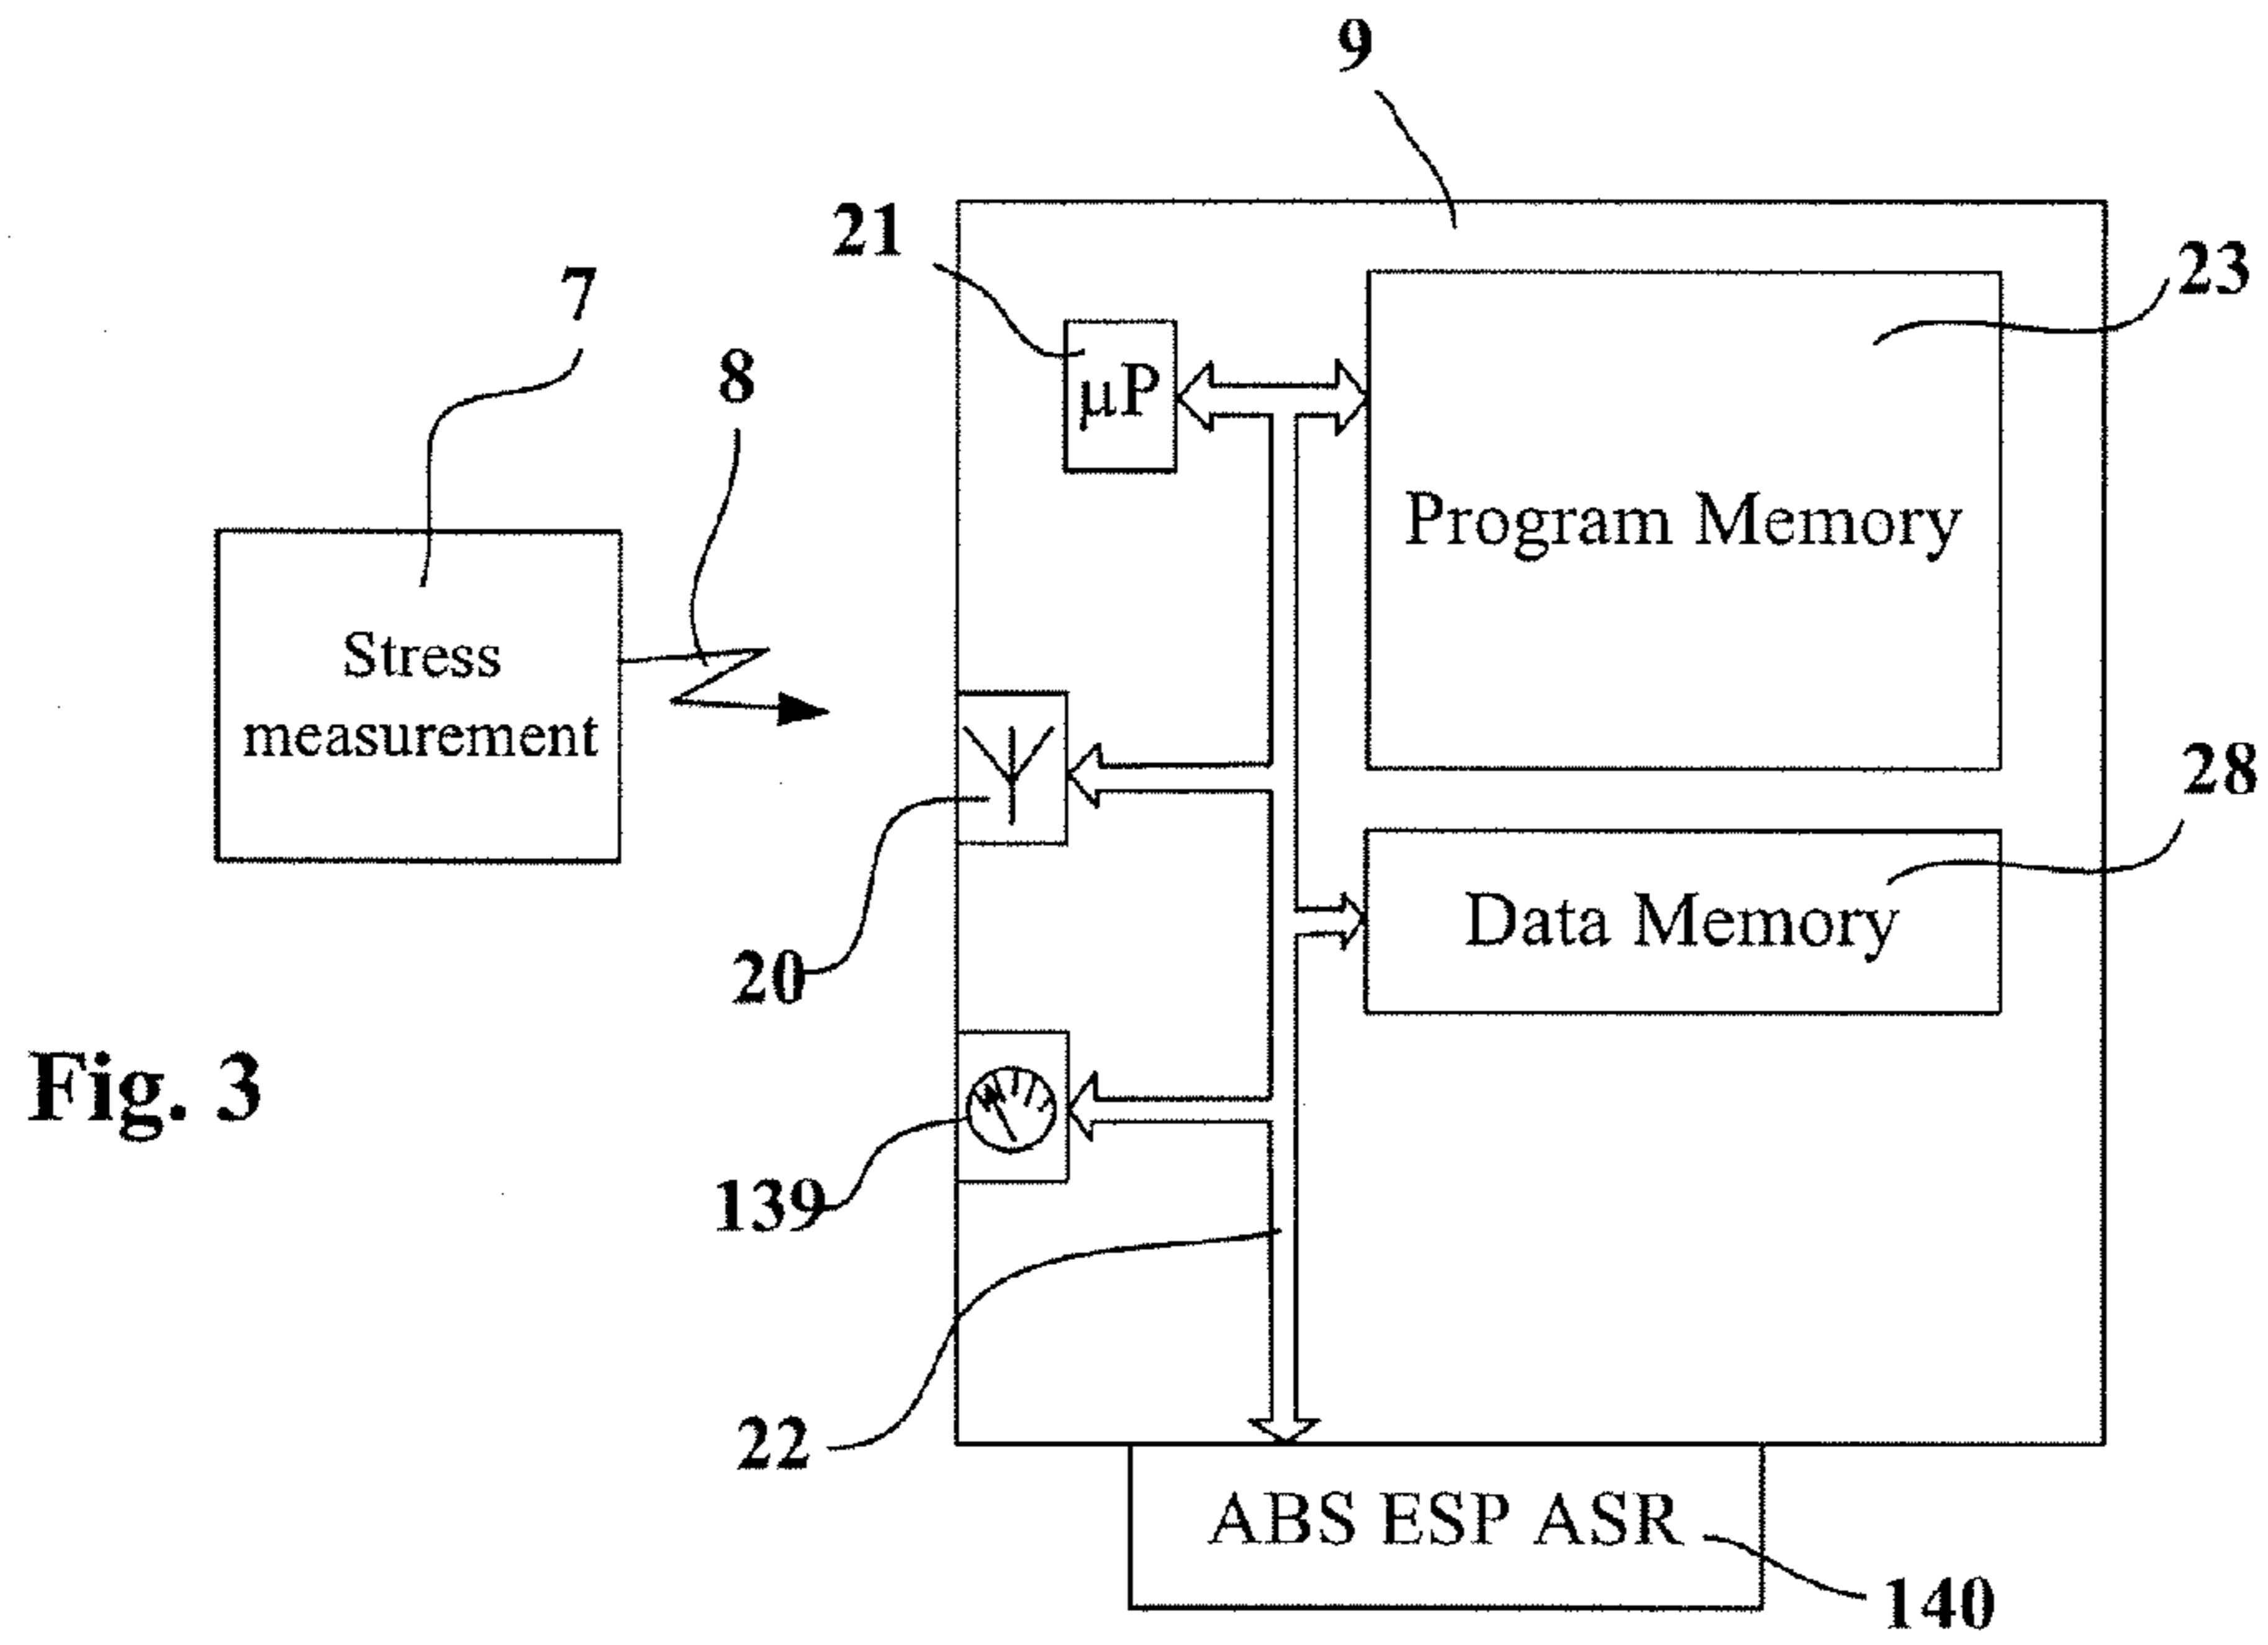 9
21
23
7
8
µP
Program Memory
Stress
measurement
28
Data Memory
20
Fig. 3
139
22
ABS ESP ASR
140